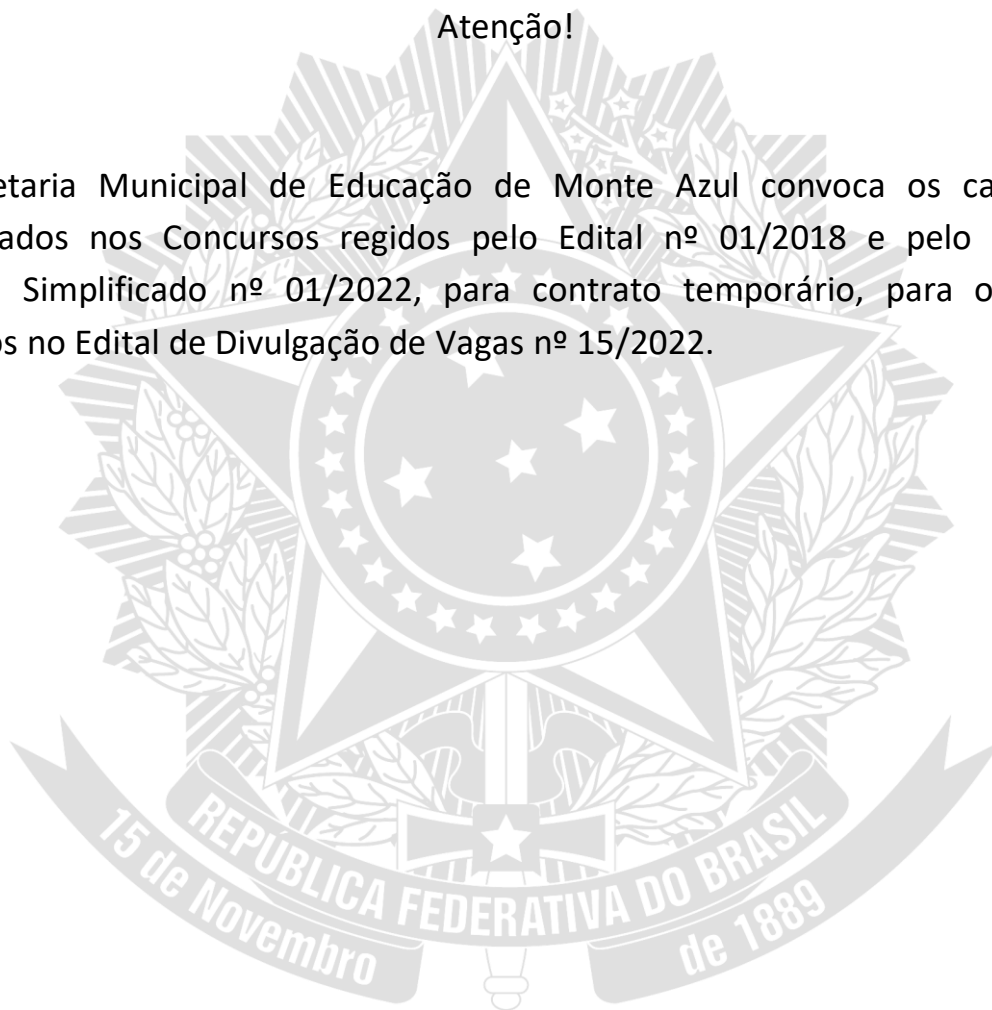 Atenção!
etaria Municipal de Educação de Monte Azul convoca os ca
ados nos Concursos regidos pelo Edital nº 01/2018 e pelo
Simplificado nº 01/2022, para contrato temporário, para o
os no Edital de Divulgação de Vagas nº 15/2022.
REPÚBLICA FEDERATIVA DO BRASIL
15 de Novembro de 1889